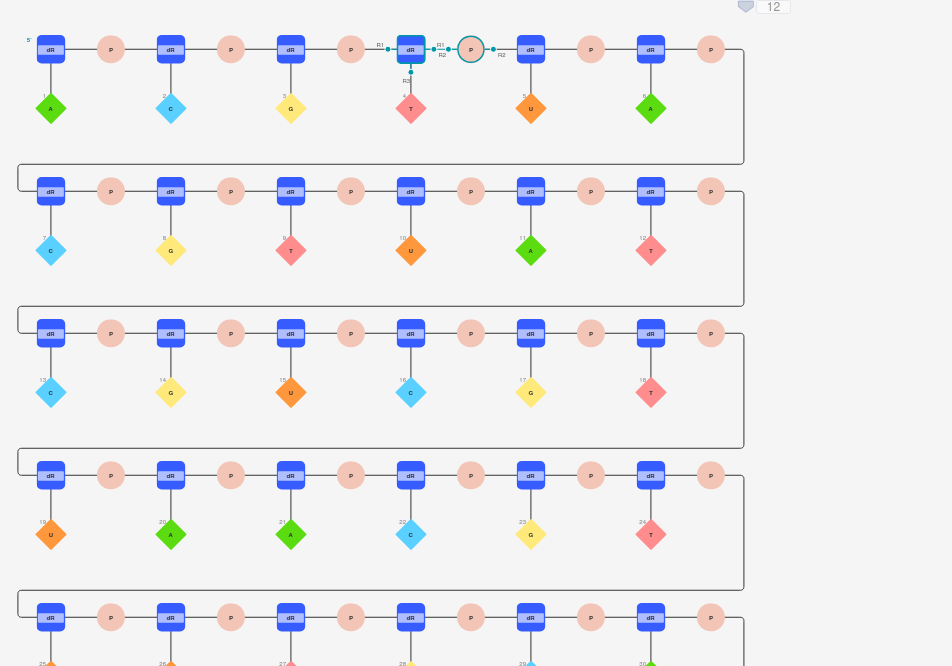 12
5' dR P dR P dR P R1 dR R1 R2 P R2 dR P dR P
R3
1 2 3 4 5 6
A C G T U A
dR P dR P dR P dR P dR P dR P
7 8 9 10 11 12
C G T U A T
dR P dR P dR P dR P dR P dR P
13 14 15 16 17 18
C G U C G T
dR P dR P dR P dR P dR P dR P
19 20 21 22 23 24
U A A C G T
dR P dR P dR P dR P dR P dR P
25 26 27 28 29 30